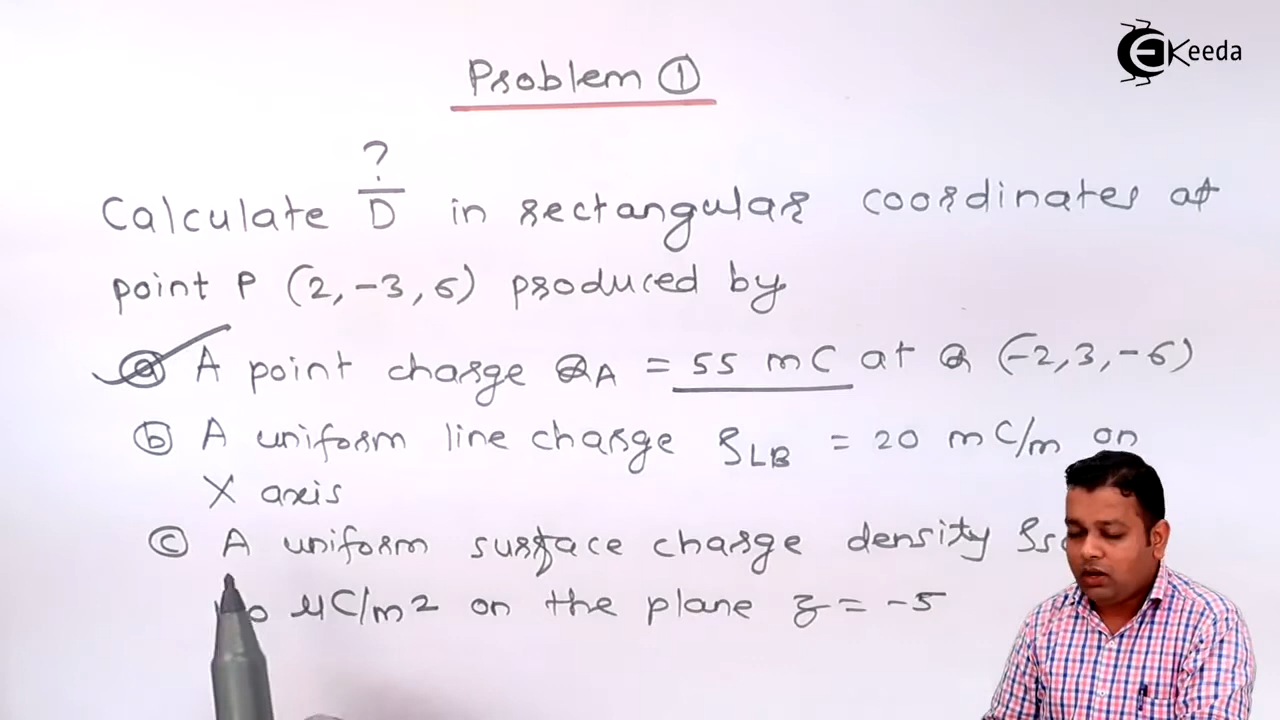 EKeeda
Problem ①
?
Calculate D̅ in rectangular coordinates at
point P (2, -3, 6) produced by
ⓐ A point charge QA = 55 mC at Q (-2, 3, -6)
ⓑ A uniform line charge ρLB = 20 mC/m on
X axis
ⓒ A uniform surface charge density
μC/m2 on the plane z = -5